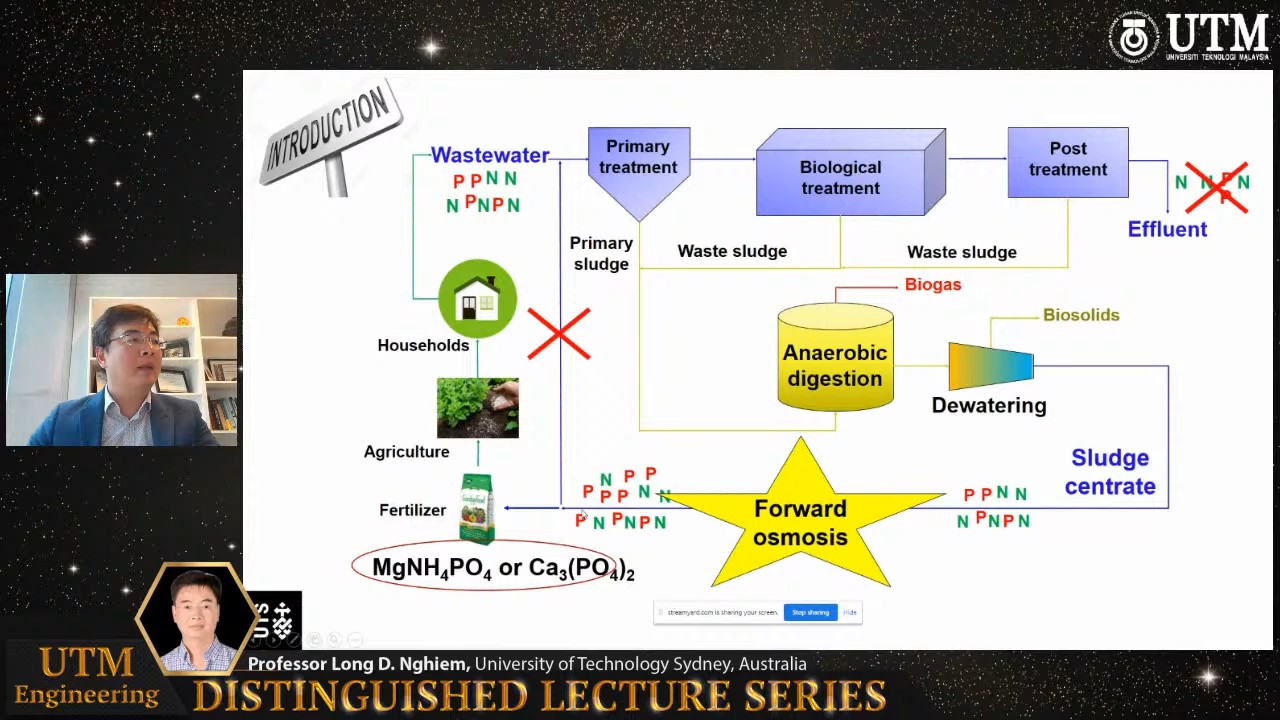 UTM
UNIVERSITI TEKNOLOGI MALAYSIA
INTRODUCTION
Wastewater
P P N N
N P N P N
Primary
treatment
Biological
treatment
Post
treatment
N N P N
P
Effluent
Primary
sludge
Waste sludge
Waste sludge
Biogas
Biosolids
Households
Anaerobic
digestion
Dewatering
Agriculture
Sludge
centrate
Fertilizer
N P P
P P P N N
P N P N P N
Forward
osmosis
P P N N
N P N P N
MgNH₄PO₄ or Ca₃(PO₄)₂
streamyard.com is sharing your screen.
Stop sharing
Hide
UTS
UTM
Engineering
Professor Long D. Nghiem, University of Technology Sydney, Australia
DISTINGUISHED LECTURE SERIES